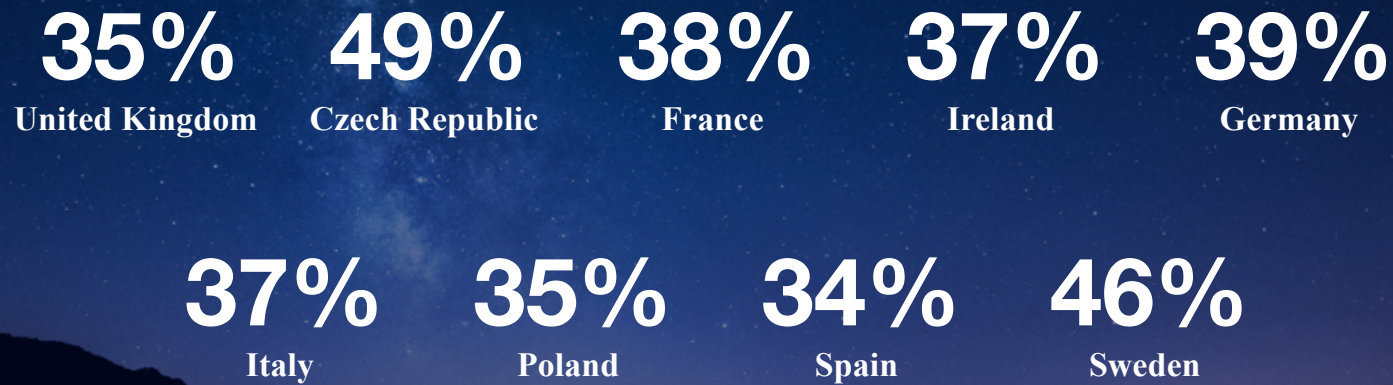 35% 49% 38% 37% 39%
United Kingdom Czech Republic France Ireland Germany
37% 35% 34% 46%
Italy Poland Spain Sweden